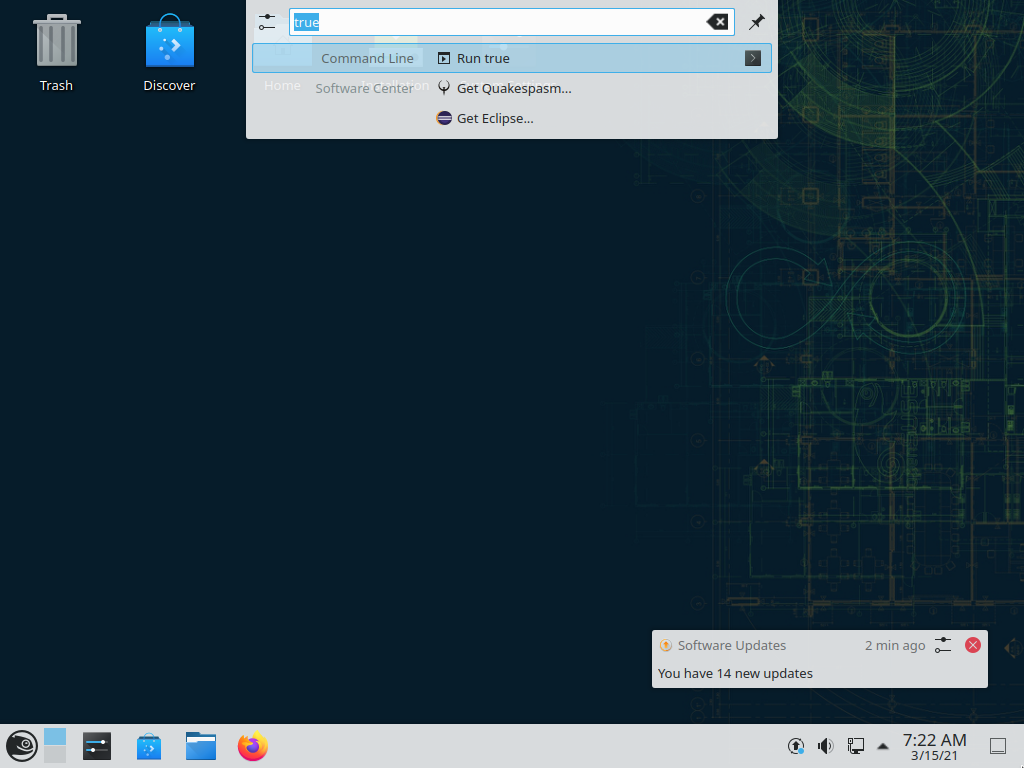 true
Command Line
Run true
Software Center
Get Quakespasm...
Get Eclipse...
Trash
Discover
Home
Software Updates
2 min ago
You have 14 new updates
7:22 AM
3/15/21